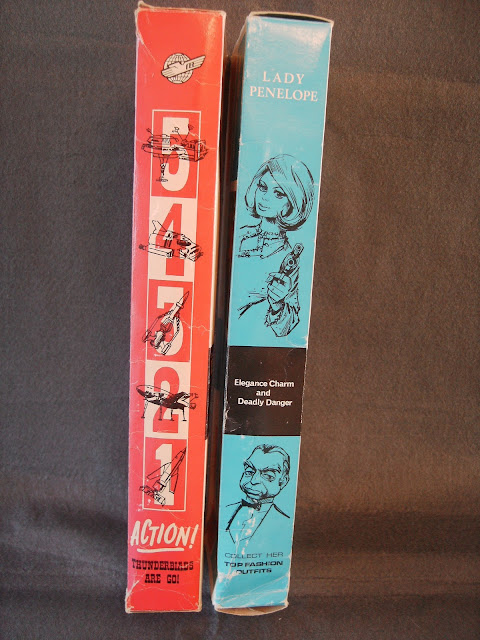 5
4
3
2
1
ACTION!
THUNDERBIRDS
ARE GO!
LADY
PENELOPE
Elegance Charm
and
Deadly Danger
COLLECT HER
TOP FASHION
OUTFITS